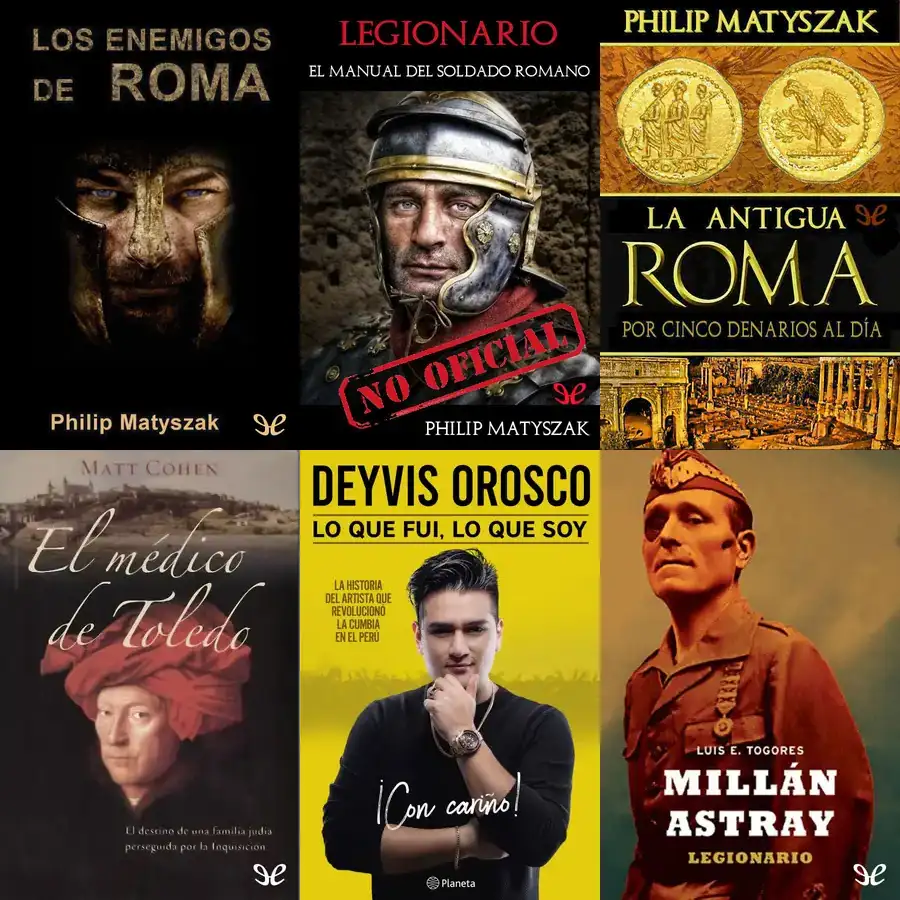 LOS ENEMIGOS
DE ROMA
Philip Matyszak
LEGIONARIO
EL MANUAL DEL SOLDADO ROMANO
NO OFICIAL
PHILIP MATYSZAK
PHILIP MATYSZAK
LA ANTIGUA
ROMA
POR CINCO DENARIOS AL DÍA
MATT COHEN
El médico
de Toledo
El destino de una familia judía
perseguida por la Inquisición
DEYVIS OROSCO
LO QUE FUI, LO QUE SOY
LA HISTORIA
DEL ARTISTA QUE
REVOLUCIONÓ
LA CUMBIA
EN EL PERÚ
¡Con cariño!
Planeta
LUIS E. TOGORES
MILLÁN
ASTRAY
LEGIONARIO